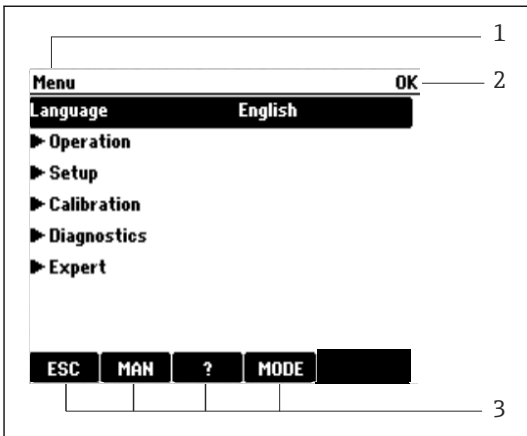 1
Menu OK 2
Language English
Operation
Setup
Calibration
Diagnostics
Expert
ESC MAN ? MODE
3